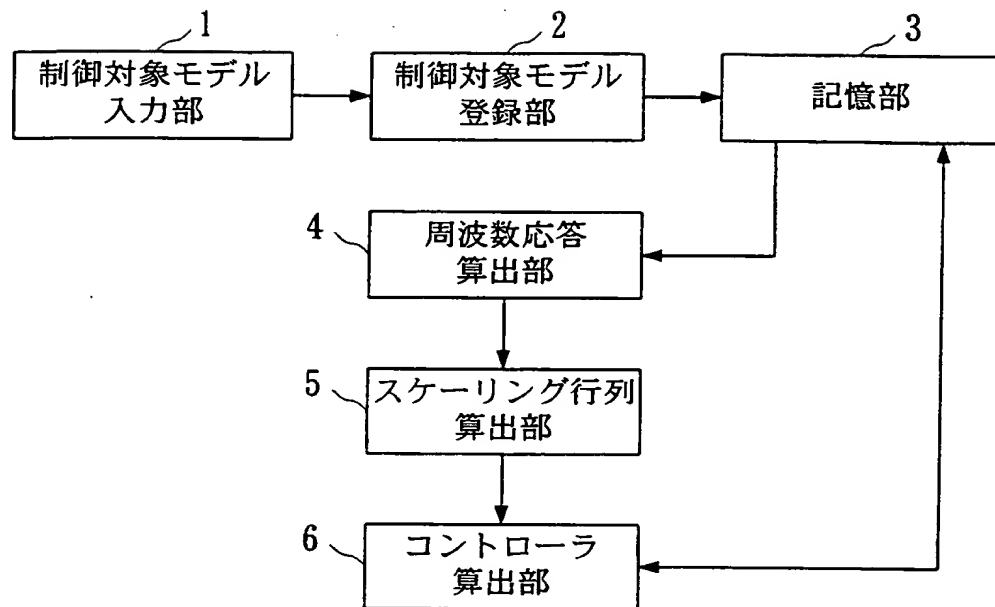 1
制御対象モデル
入力部
2
制御対象モデル
登録部
3
記憶部
4
周波数応答
算出部
5
スケーリング行列
算出部
6
コントローラ
算出部